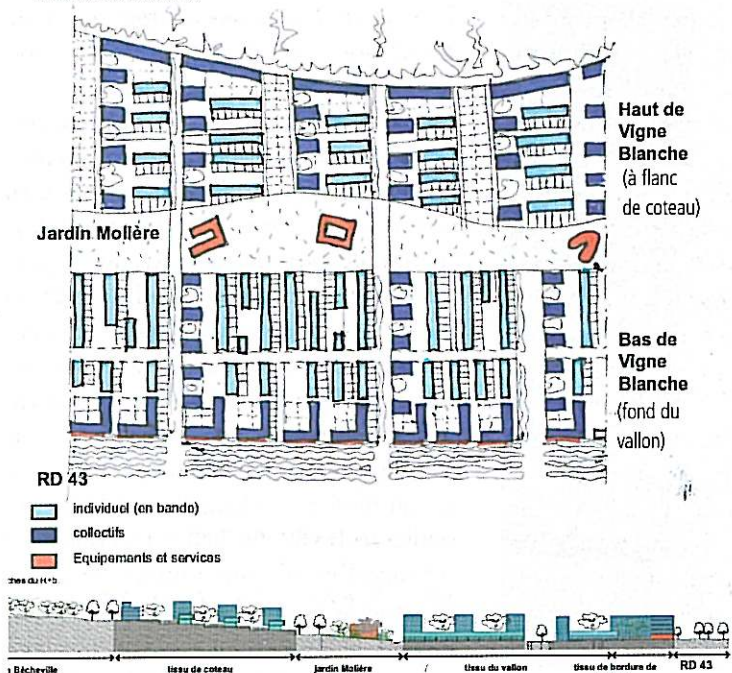 Haut de
Vigne
Blanche
(à flanc
de coteau)
Jardin Molière
Bas de
Vigne
Blanche
(fond du
vallon)
RD 43
individuel (en bande)
collectifs
Equipements et services
Bècheville
tissu de coteau
Jardin Molière
tissu du vallon
tissu de bordure de
RD 43